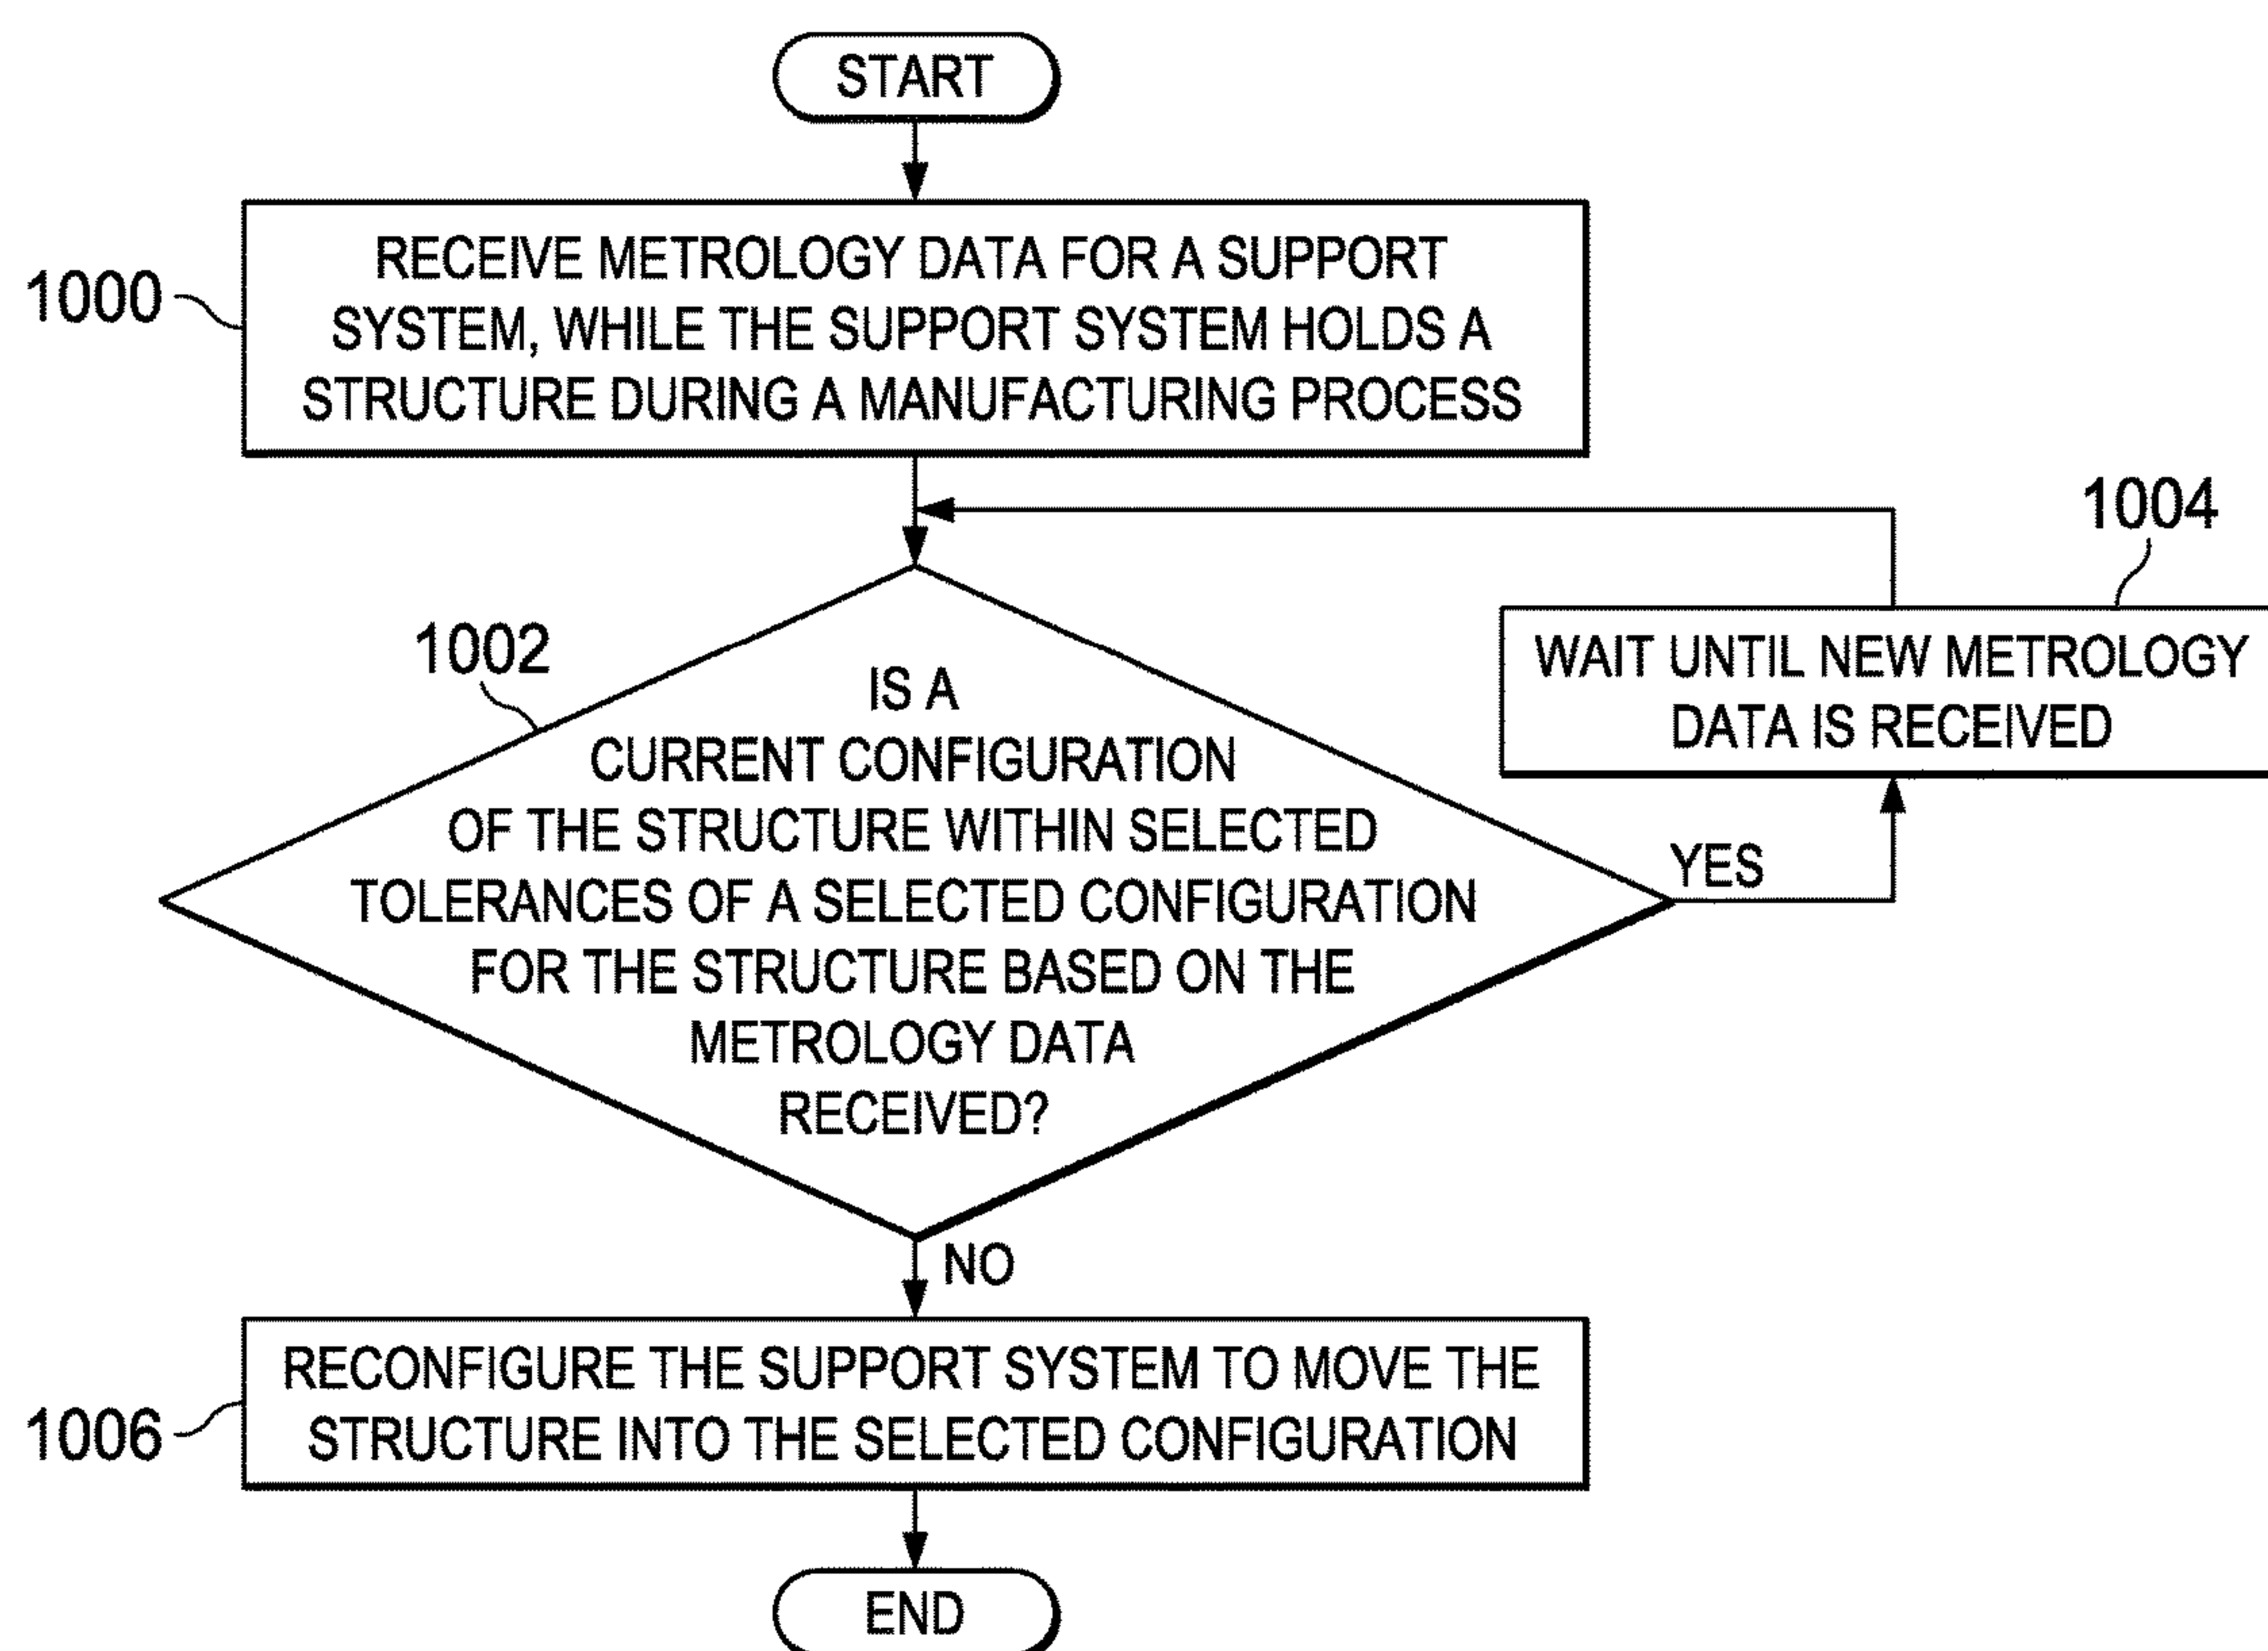 START
1000
RECEIVE METROLOGY DATA FOR A SUPPORT
SYSTEM, WHILE THE SUPPORT SYSTEM HOLDS A
STRUCTURE DURING A MANUFACTURING PROCESS
1004
WAIT UNTIL NEW METROLOGY
DATA IS RECEIVED
1002
IS A
CURRENT CONFIGURATION
OF THE STRUCTURE WITHIN SELECTED
TOLERANCES OF A SELECTED CONFIGURATION
FOR THE STRUCTURE BASED ON THE
METROLOGY DATA
RECEIVED?
YES
NO
1006
RECONFIGURE THE SUPPORT SYSTEM TO MOVE THE
STRUCTURE INTO THE SELECTED CONFIGURATION
END